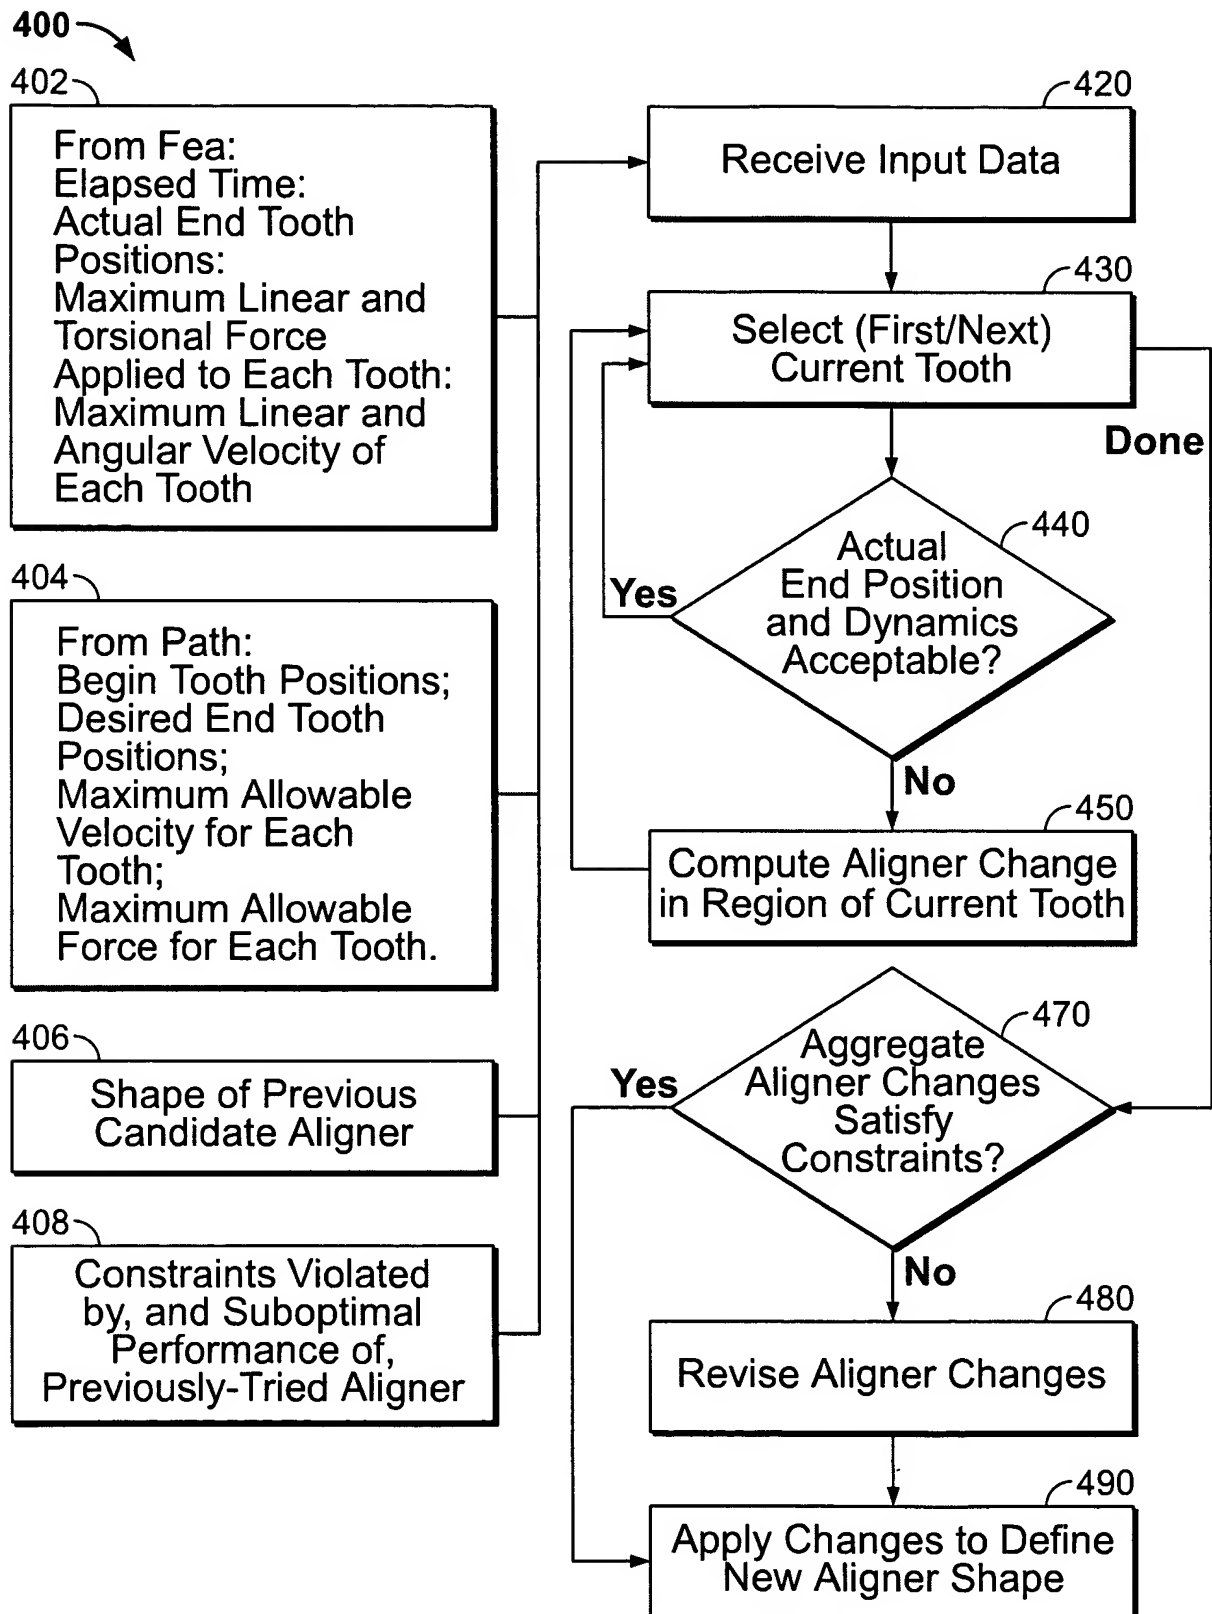 400
402
From Fea:
Elapsed Time:
Actual End Tooth
Positions:
Maximum Linear and
Torsional Force
Applied to Each Tooth:
Maximum Linear and
Angular Velocity of
Each Tooth
404
From Path:
Begin Tooth Positions;
Desired End Tooth
Positions;
Maximum Allowable
Velocity for Each
Tooth;
Maximum Allowable
Force for Each Tooth.
406
Shape of Previous
Candidate Aligner
408
Constraints Violated
by, and Suboptimal
Performance of,
Previously-Tried Aligner
420
Receive Input Data
430
Select (First/Next)
Current Tooth
Done
440
Actual
End Position
and Dynamics
Acceptable?
Yes
No
450
Compute Aligner Change
in Region of Current Tooth
470
Aggregate
Aligner Changes
Satisfy
Constraints?
Yes
No
480
Revise Aligner Changes
490
Apply Changes to Define
New Aligner Shape